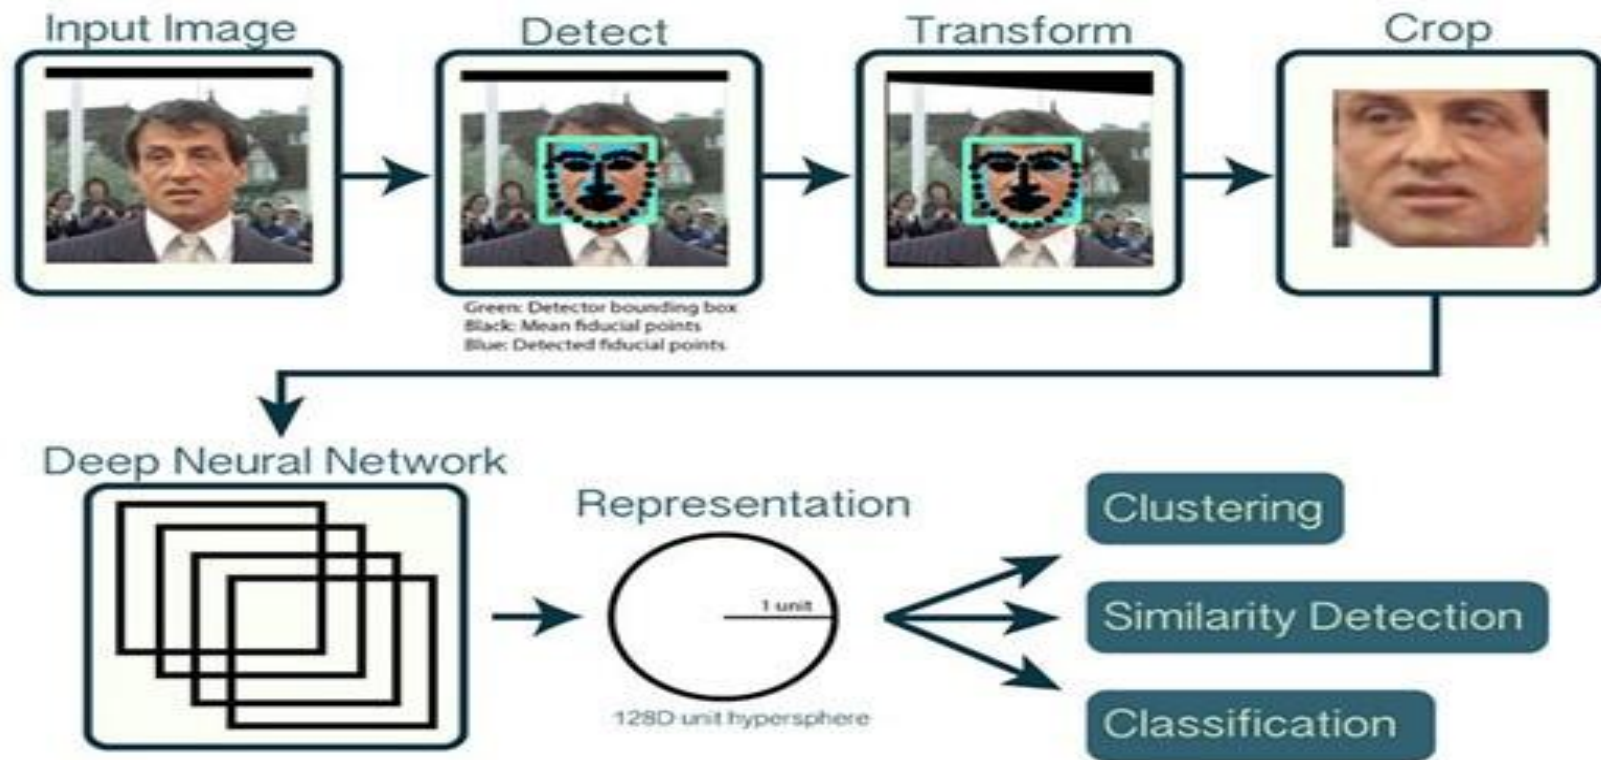 Input Image
Detect
Transform
Crop
Green: Detector bounding box
Black: Mean fiducial points
Blue: Detected fiducial points
Deep Neural Network
Representation
1 unit
128D unit hypersphere
Clustering
Similarity Detection
Classification